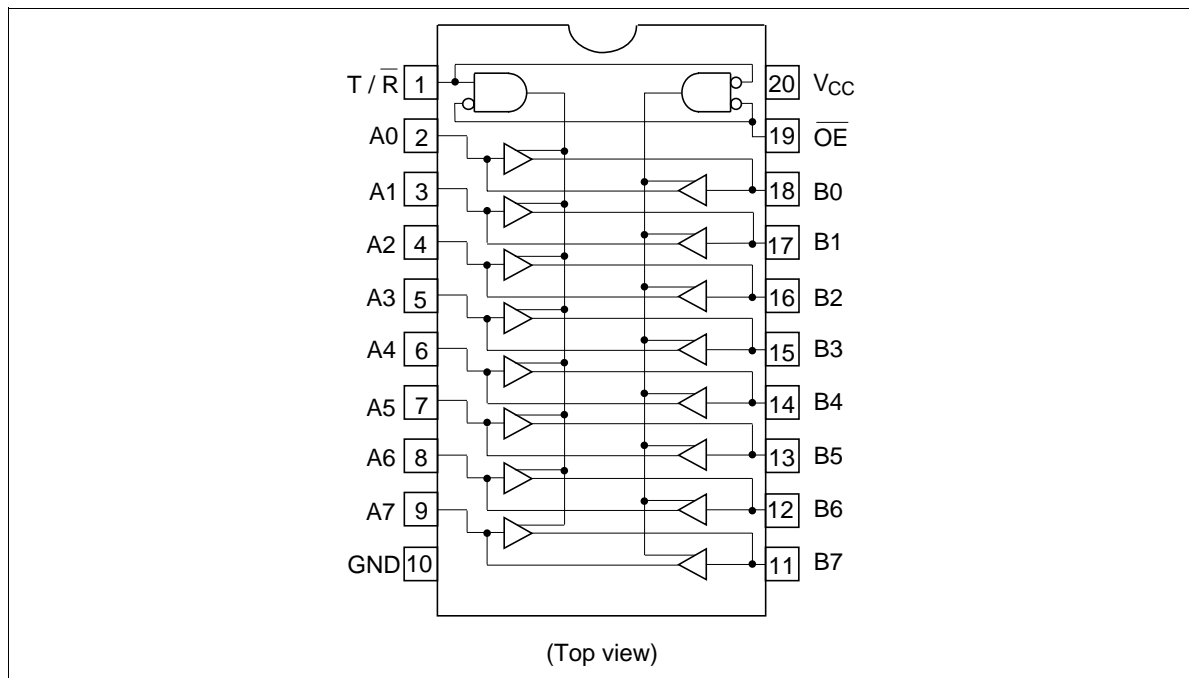 T / R̅ 1 20 VCC
A0 2 19 O̅E̅
A1 3 18 B0
A2 4 17 B1
A3 5 16 B2
A4 6 15 B3
A5 7 14 B4
A6 8 13 B5
A7 9 12 B6
GND 10 11 B7
(Top view)